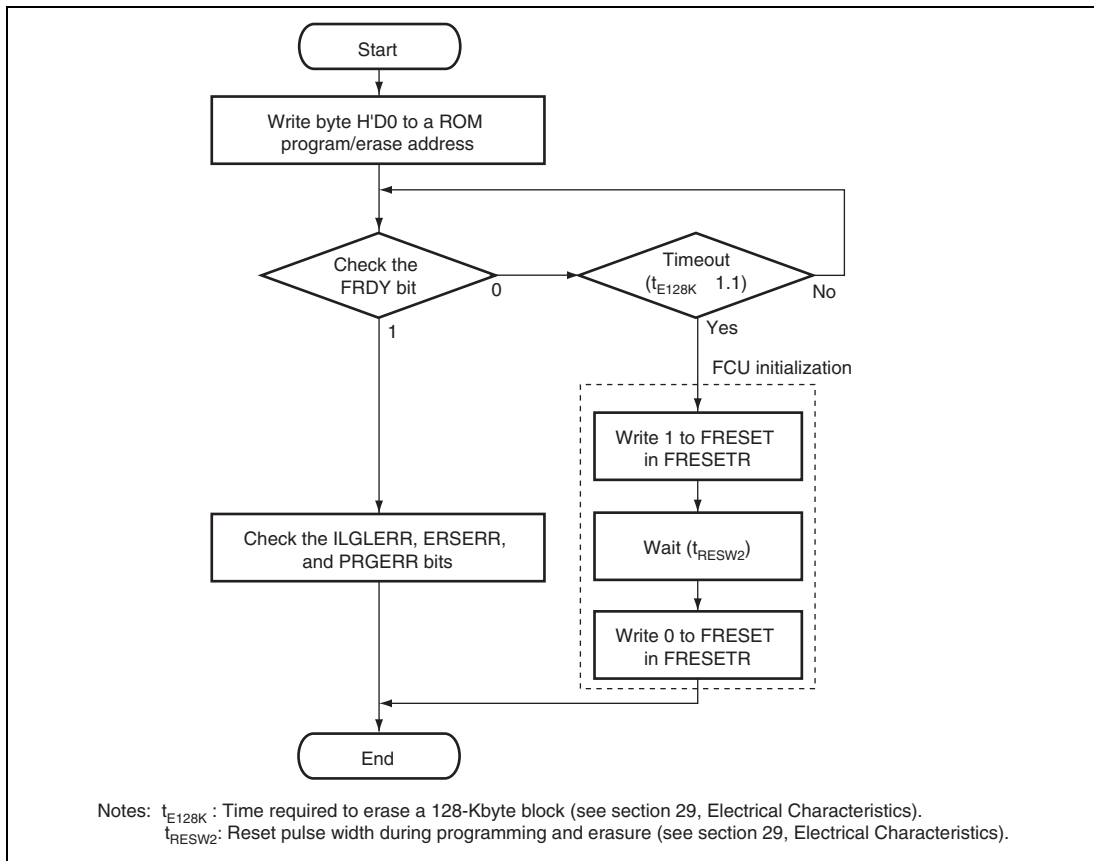 Start
Write byte H'D0 to a ROM
program/erase address
Check the
FRDY bit
0
1
Timeout
(tE128K 1.1)
No
Yes
FCU initialization
Write 1 to FRESET
in FRESETR
Wait (tRESW2)
Write 0 to FRESET
in FRESETR
Check the ILGLERR, ERSERR,
and PRGERR bits
End
Notes: tE128K : Time required to erase a 128-Kbyte block (see section 29, Electrical Characteristics).
tRESW2: Reset pulse width during programming and erasure (see section 29, Electrical Characteristics).